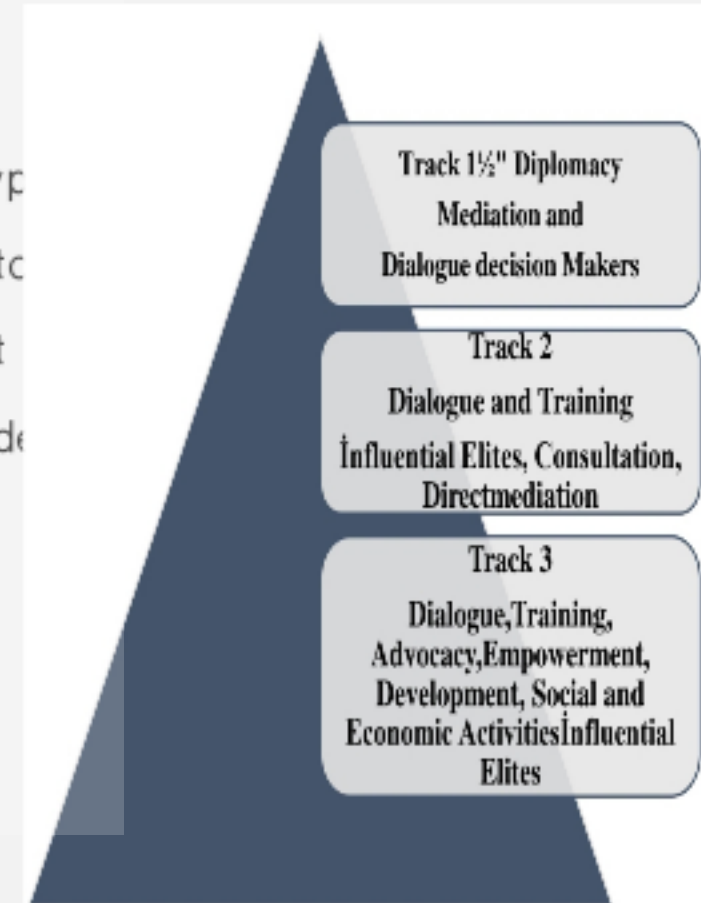 Track 1½" Diplomacy
Mediation and
Dialogue decision Makers
Track 2
Dialogue and Training
İnfluential Elites, Consultation,
Directmediation
Track 3
Dialogue,Training,
Advocacy,Empowerment,
Development, Social and
Economic Activitiesİnfluential
Elites